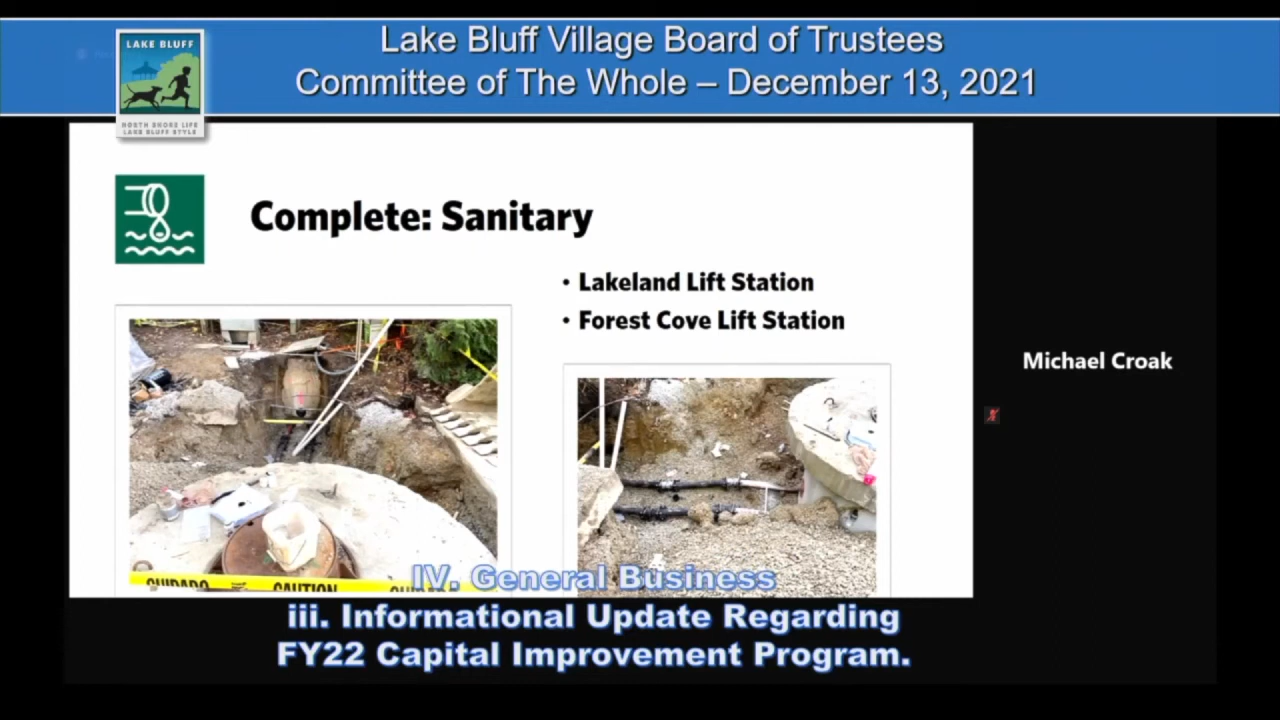 Lake Bluff Village Board of Trustees
Committee of The Whole – December 13, 2021
LAKE BLUFF
NORTH SHORE LIFE
LAKE BLUFF STYLE
Complete: Sanitary
• Lakeland Lift Station
• Forest Cove Lift Station
Michael Croak
CUIDADO CAUTION CUIDADO
IV. General Business
iii. Informational Update Regarding
FY22 Capital Improvement Program.